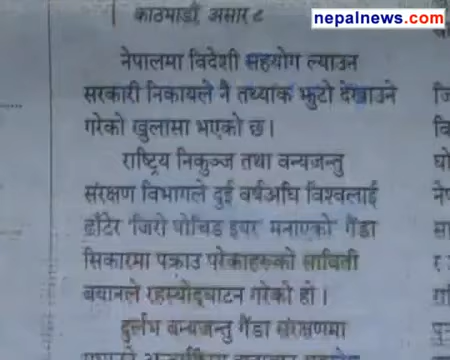 nepalnews.com
काठमाडौं, असार ८
नेपालमा विदेशी सहयोग ल्याउन
सरकारी निकायले नै तथ्यांक झुटो देखाउने
गरेको खुलासा भएको छ।
राष्ट्रिय निकुञ्ज तथा वन्यजन्तु
संरक्षण विभागले दुई वर्षअघि विश्वलाई
ढाँटेर 'जिरो पोचिङ इयर' मनाएको गैंडा
सिकारमा पक्राउ परेकाहरूको साबिती
बयानले रहस्योद्घाटन गरेको हो।
दुर्लभ वन्यजन्तु गैंडा संरक्षणमा